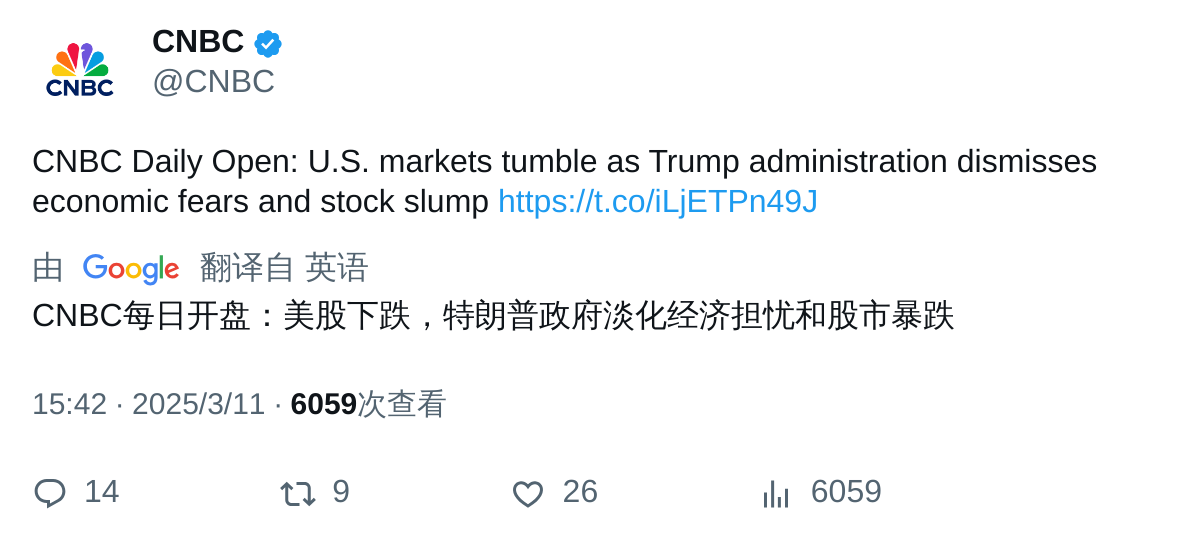 CNBC
CNBC
@CNBC
CNBC Daily Open: U.S. markets tumble as Trump administration dismisses
economic fears and stock slump https://t.co/iLjETPn49J
由 Google 翻译自 英语
CNBC每日开盘：美股下跌，特朗普政府淡化经济担忧和股市暴跌
15:42 · 2025/3/11 · 6059次查看
14 9 26 6059